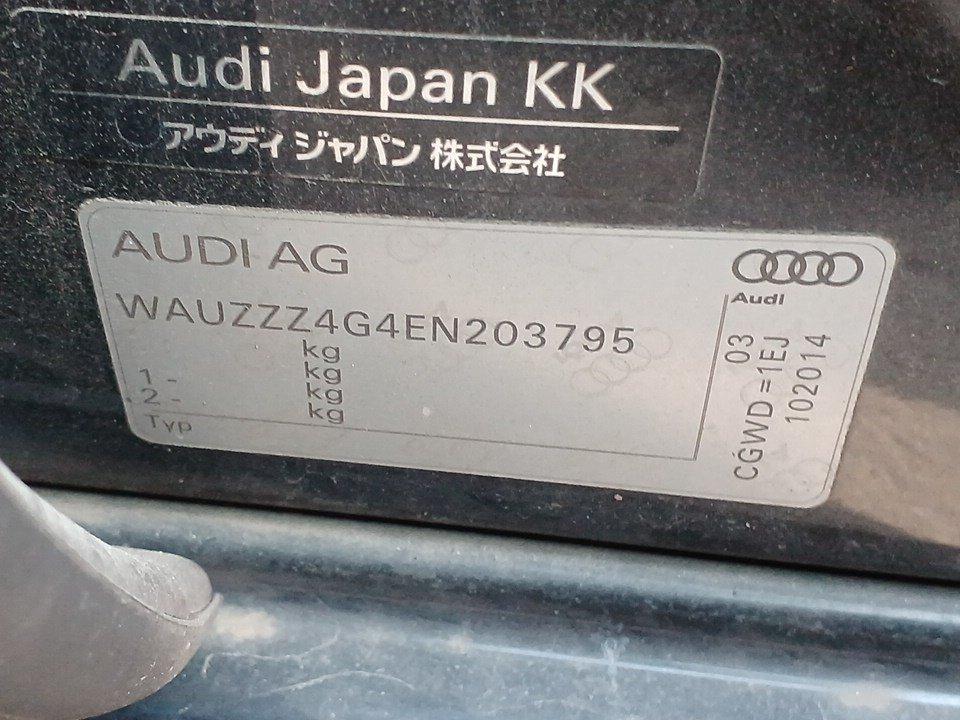 Audi Japan KK
アウディ ジャパン 株式会社
AUDI AG
WAUZZZ4G4EN203795
kg
1 - kg
2 - kg
kg
Typ
Audi
03
CGWD =1EJ
102014